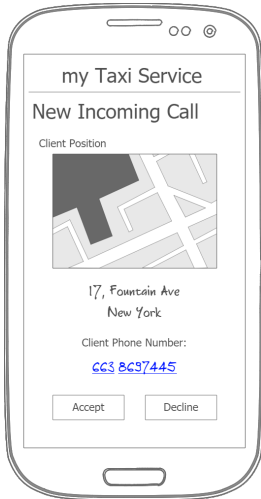 my Taxi Service
New Incoming Call
Client Position
17, Fountain Ave
New York
Client Phone Number:
663 8697445
Accept
Decline